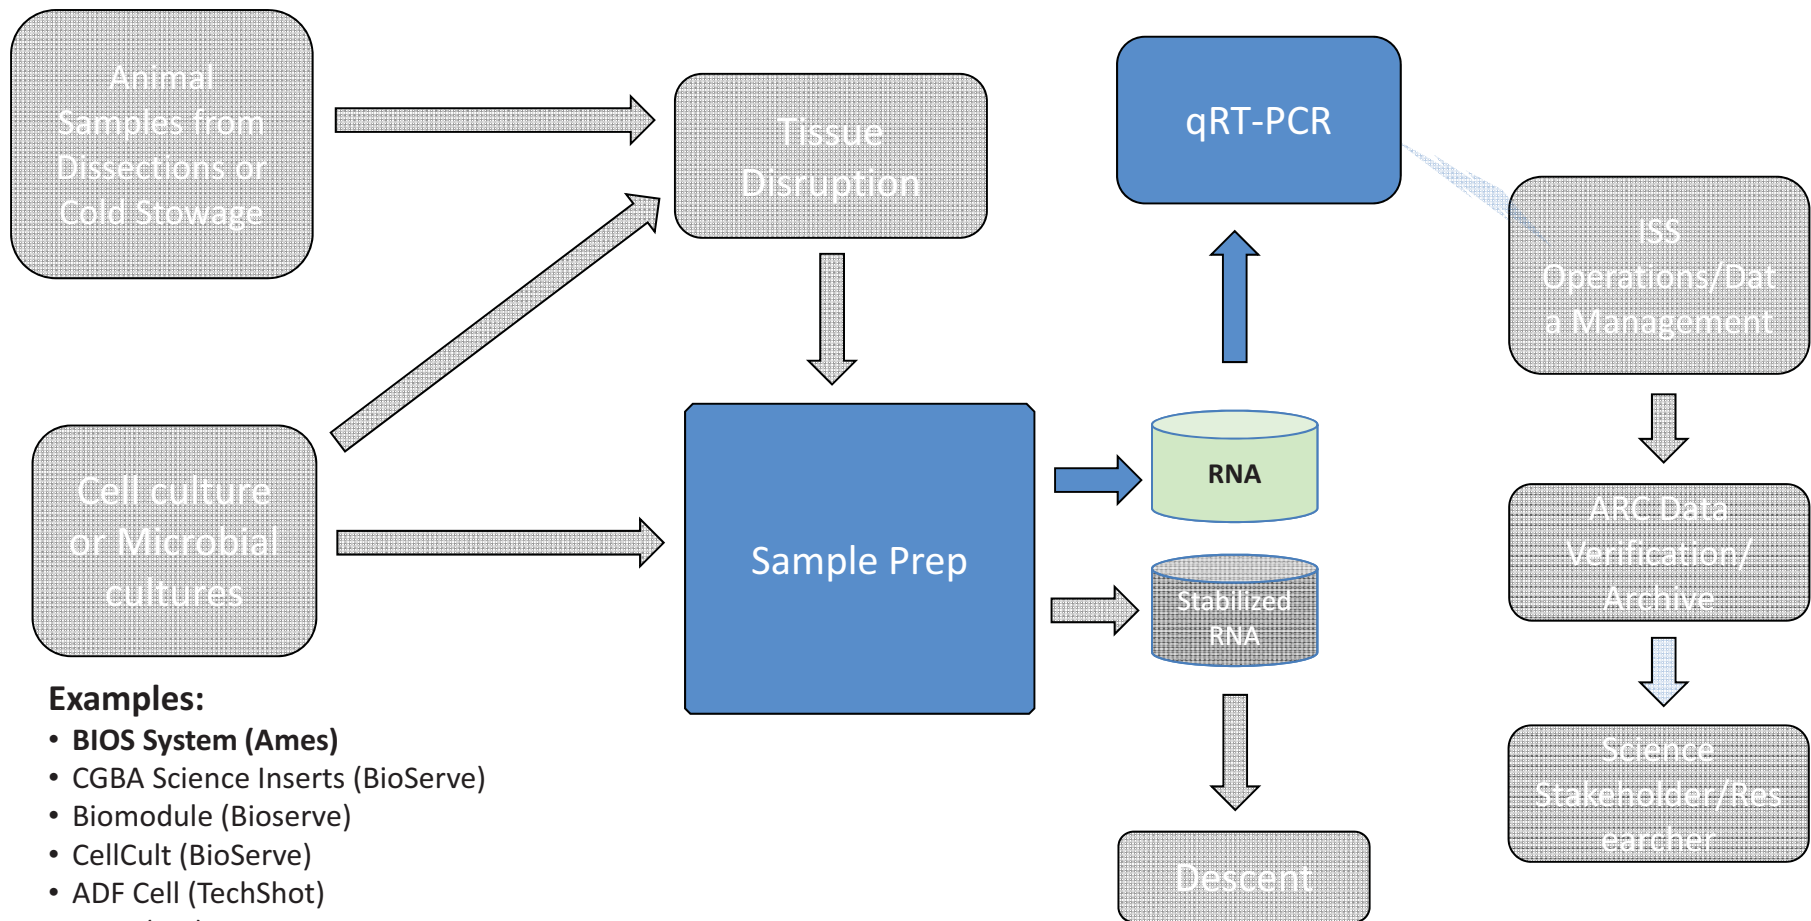 Animal
Samples from
Dissections or
Cold Stowage
Tissue
Disruption
qRT-PCR
ISS
Operations/Dat
a Management
Cell culture
or Microbial
cultures
Sample Prep
RNA
Stabilized
RNA
ARC Data
Verification/
Archive
Science
Stakeholder/Res
earcher
Descent
Examples:
• BIOS System (Ames)
• CGBA Science Inserts (BioServe)
• Biomodule (Bioserve)
• CellCult (BioServe)
• ADF Cell (TechShot)